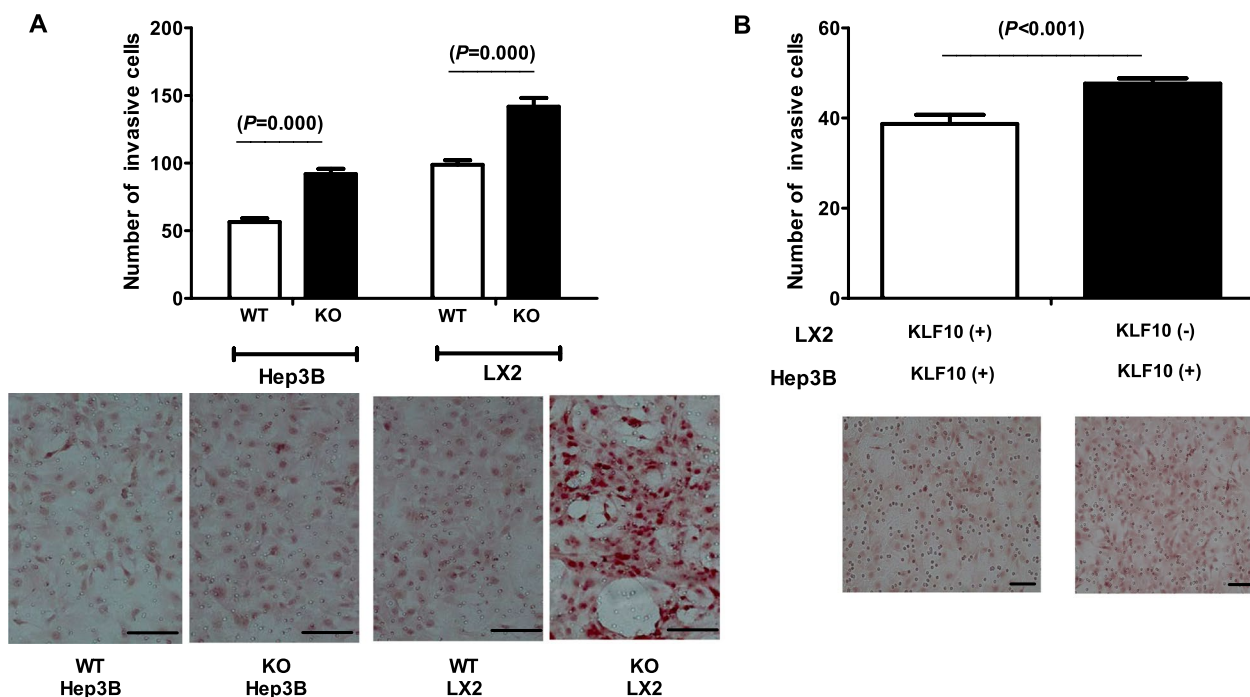 A
Number of invasive cells
200
150
100
50
0
(P=0.000)
(P=0.000)
WT KO WT KO
Hep3B LX2
WT KO WT KO
Hep3B Hep3B LX2 LX2
B
Number of invasive cells
60
40
20
0
(P<0.001)
LX2 KLF10 (+) KLF10 (-)
Hep3B KLF10 (+) KLF10 (+)